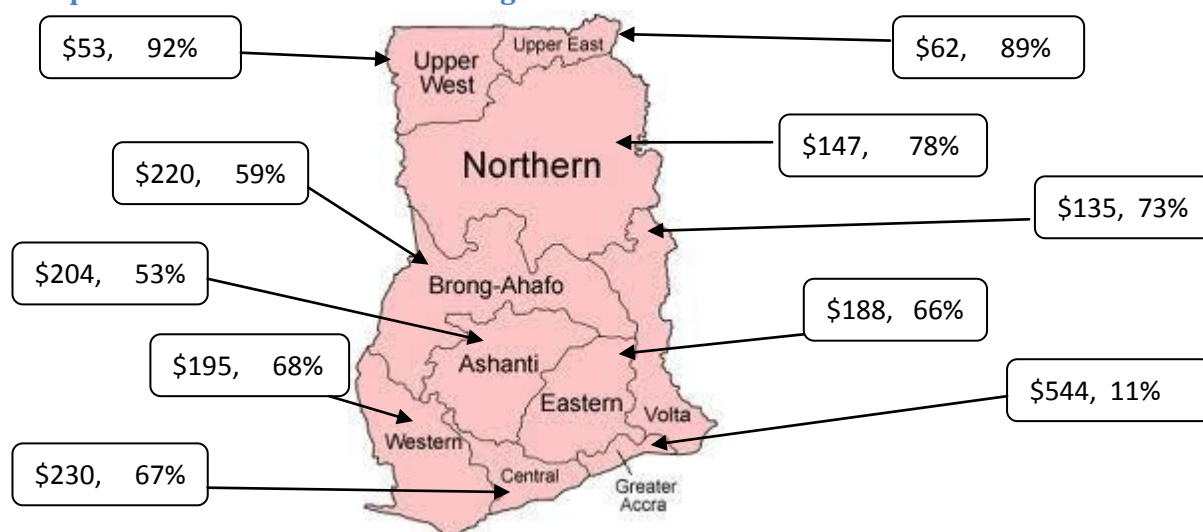 $53, 92%
Upper East
$62, 89%
Upper
West
$147, 78%
Northern
$220, 59%
$135, 73%
$204, 53%
Brong-Ahafo
$188, 66%
$195, 68%
Ashanti
$544, 11%
Eastern
Volta
Western
$230, 67%
Central
Greater
Accra